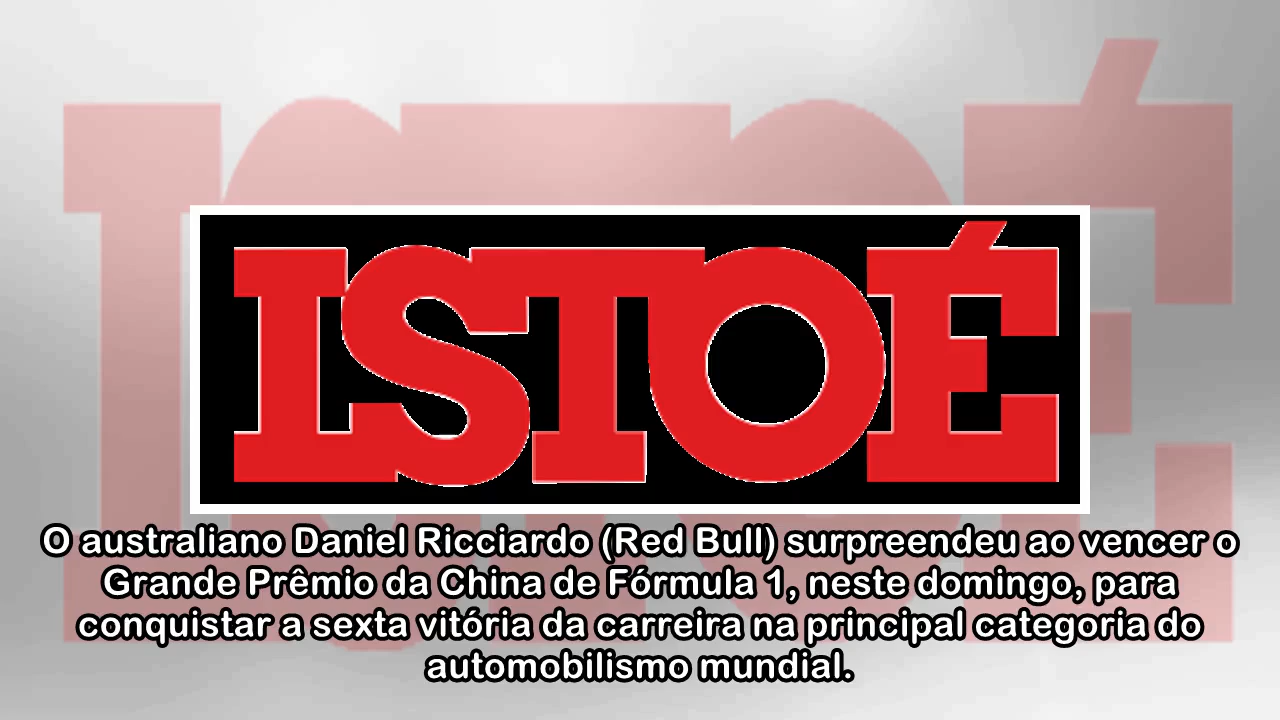 ISTOÉ
O australiano Daniel Ricciardo (Red Bull) surpreendeu ao vencer o
Grande Prêmio da China de Fórmula 1, neste domingo, para
conquistar a sexta vitória da carreira na principal categoria do
automobilismo mundial.